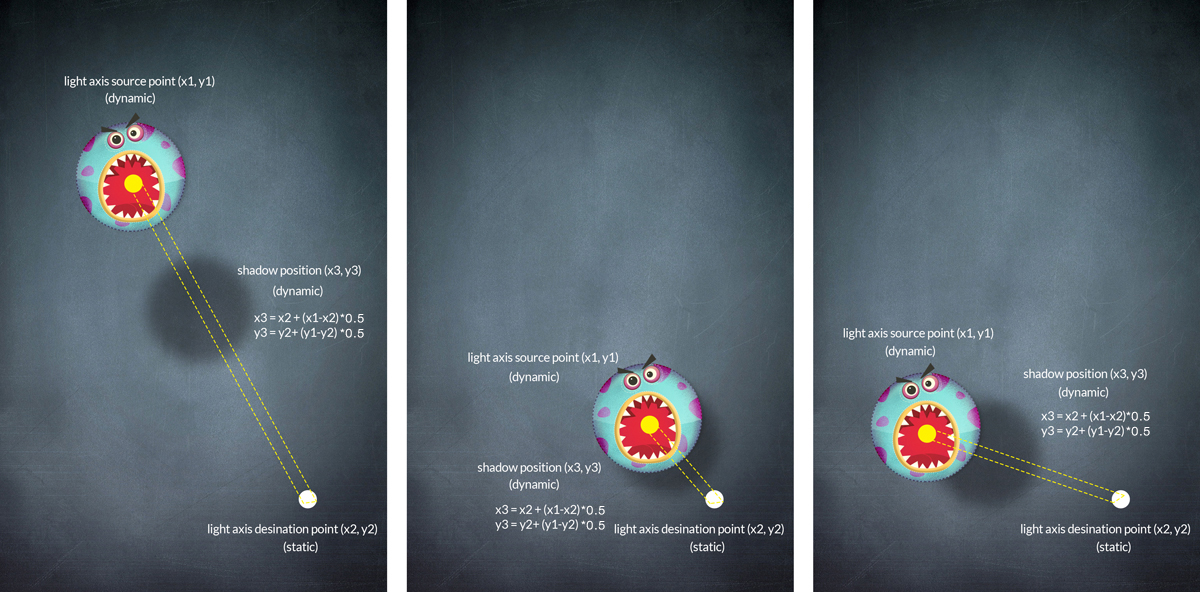 light axis source point (x1, y1)
(dynamic)
shadow position (x3, y3)
(dynamic)
x3 = x2 + (x1-x2)*0.5
y3 = y2+ (y1-y2) *0.5
light axis desination point (x2, y2)
(static)
light axis source point (x1, y1)
(dynamic)
shadow position (x3, y3)
(dynamic)
x3 = x2 + (x1-x2)*0.5
y3 = y2+ (y1-y2) *0.5
light axis desination point (x2, y2)
(static)
light axis source point (x1, y1)
(dynamic)
shadow position (x3, y3)
(dynamic)
x3 = x2 + (x1-x2)*0.5
y3 = y2+ (y1-y2) *0.5
light axis desination point (x2, y2)
(static)